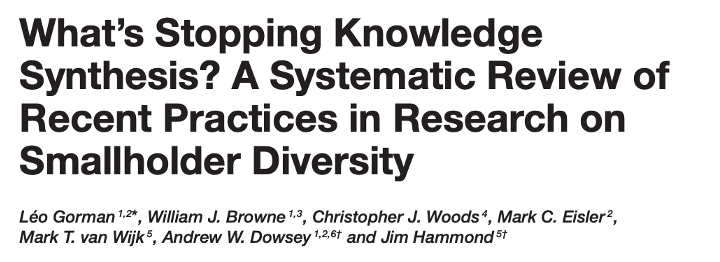 What's Stopping Knowledge
Synthesis? A Systematic Review of
Recent Practices in Research on
Smallholder Diversity
Léo Gorman 1,2*, William J. Browne 1,3, Christopher J. Woods 4, Mark C. Eisler 2,
Mark T. van Wijk 5, Andrew W. Dowsey 1,2,6† and Jim Hammond 5†